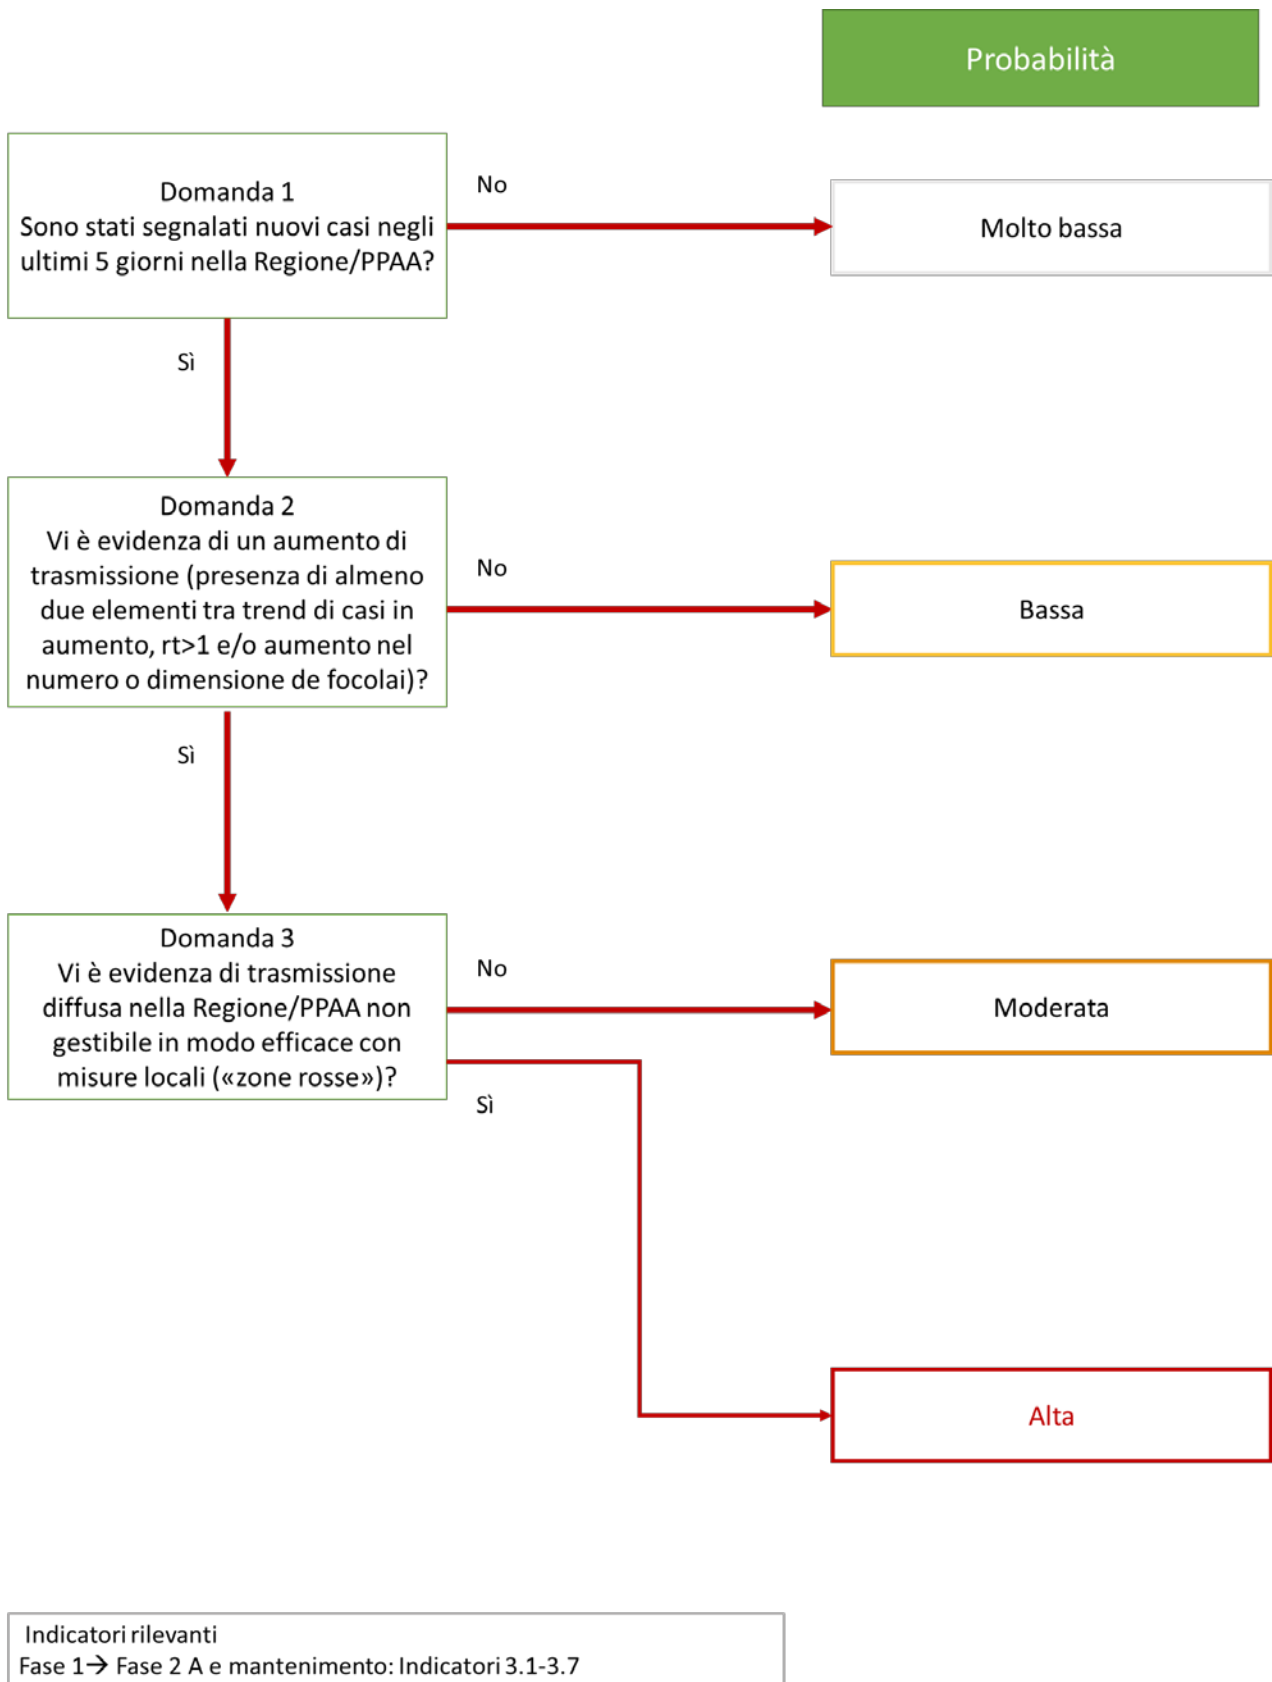 Probabilità
Domanda 1
Sono stati segnalati nuovi casi negli
ultimi 5 giorni nella Regione/PPAA?
No
Molto bassa
Sì
Domanda 2
Vi è evidenza di un aumento di
trasmissione (presenza di almeno
due elementi tra trend di casi in
aumento, rt>1 e/o aumento nel
numero o dimensione de focolai)?
No
Bassa
Sì
Domanda 3
Vi è evidenza di trasmissione
diffusa nella Regione/PPAA non
gestibile in modo efficace con
misure locali («zone rosse»)?
No
Moderata
Sì
Alta
Indicatori rilevanti
Fase 1→ Fase 2 A e mantenimento: Indicatori 3.1-3.7